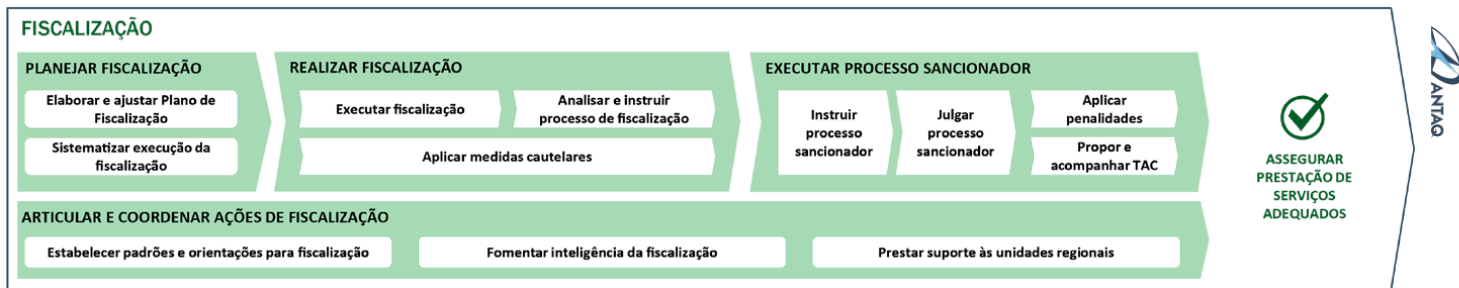 FISCALIZAÇÃO
PLANEJAR FISCALIZAÇÃO
Elaborar e ajustar Plano de
Fiscalização
Sistematizar execução da
fiscalização
REALIZAR FISCALIZAÇÃO
Executar fiscalização
Analisar e instruir
processo de fiscalização
Aplicar medidas cautelares
EXECUTAR PROCESSO SANCIONADOR
Instruir
processo
sancionador
Julgar
processo
sancionador
Aplicar
penalidades
Propor e
acompanhar TAC
ARTICULAR E COORDENAR AÇÕES DE FISCALIZAÇÃO
Estabelecer padrões e orientações para fiscalização
Fomentar inteligência da fiscalização
Prestar suporte às unidades regionais
ASSEGURAR
PRESTAÇÃO DE
SERVIÇOS
ADEQUADOS
ANTAQ